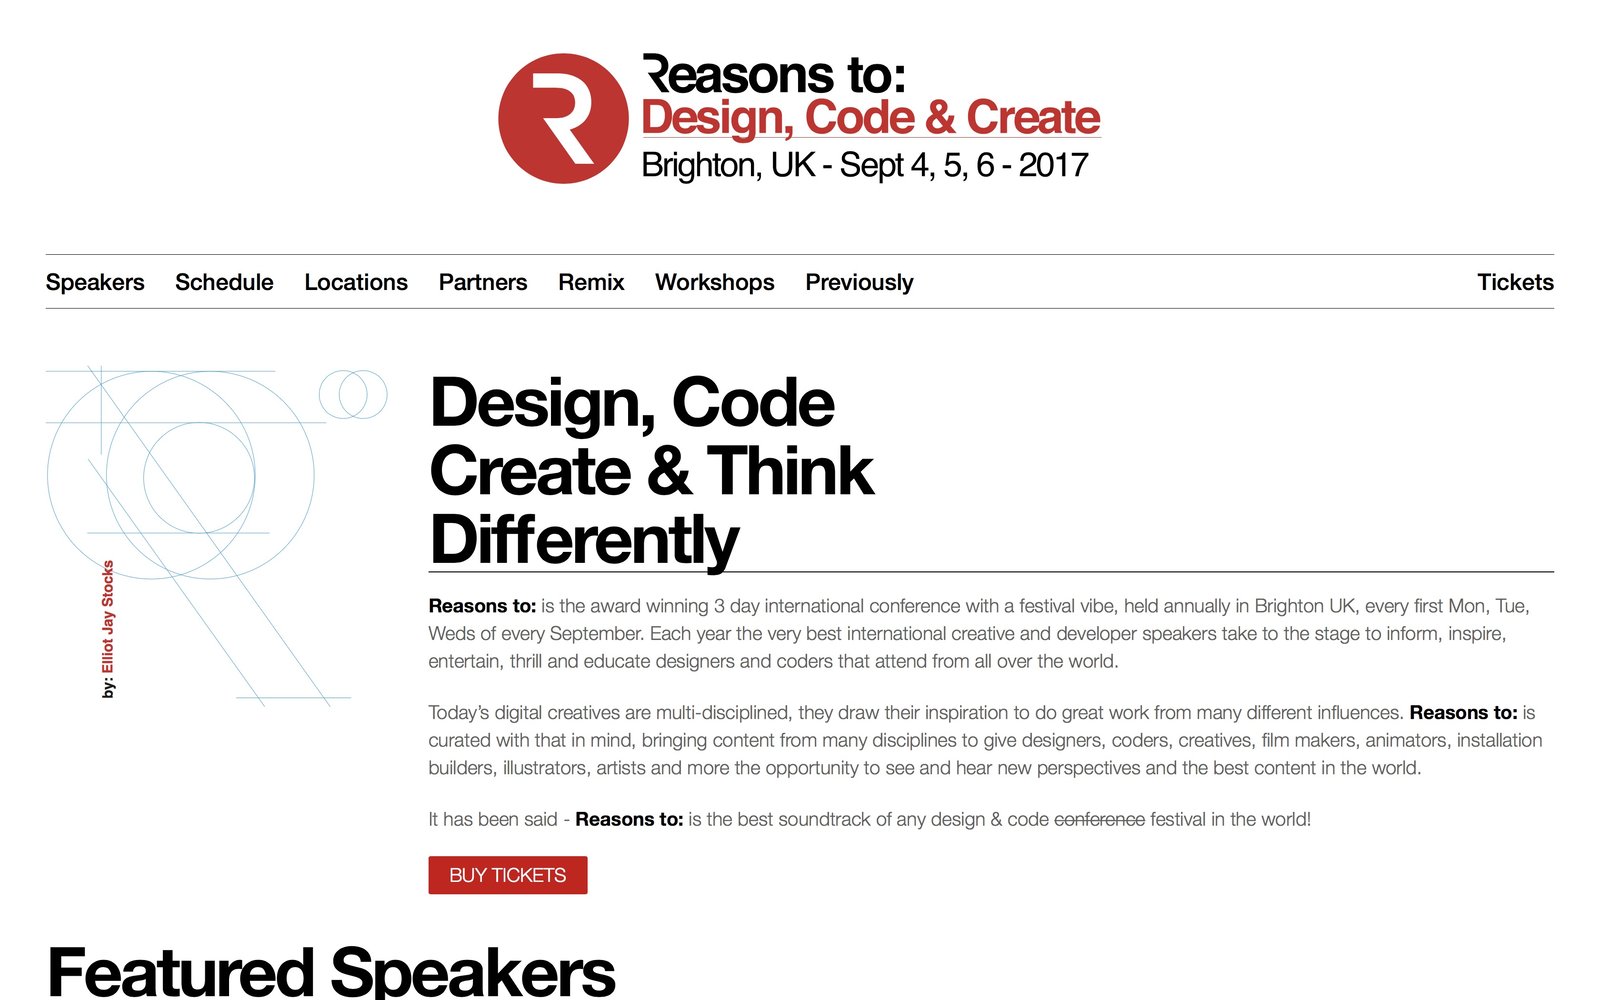 Reasons to:
Design, Code & Create
Brighton, UK - Sept 4, 5, 6 - 2017
Speakers Schedule Locations Partners Remix Workshops Previously Tickets
by: Elliot Jay Stocks
Design, Code
Create & Think
Differently
Reasons to: is the award winning 3 day international conference with a festival vibe, held annually in Brighton UK, every first Mon, Tue,
Weds of every September. Each year the very best international creative and developer speakers take to the stage to inform, inspire,
entertain, thrill and educate designers and coders that attend from all over the world.
Today's digital creatives are multi-disciplined, they draw their inspiration to do great work from many different influences. Reasons to: is
curated with that in mind, bringing content from many disciplines to give designers, coders, creatives, film makers, animators, installation
builders, illustrators, artists and more the opportunity to see and hear new perspectives and the best content in the world.
It has been said - Reasons to: is the best soundtrack of any design & code conference festival in the world!
BUY TICKETS
Featured Speakers